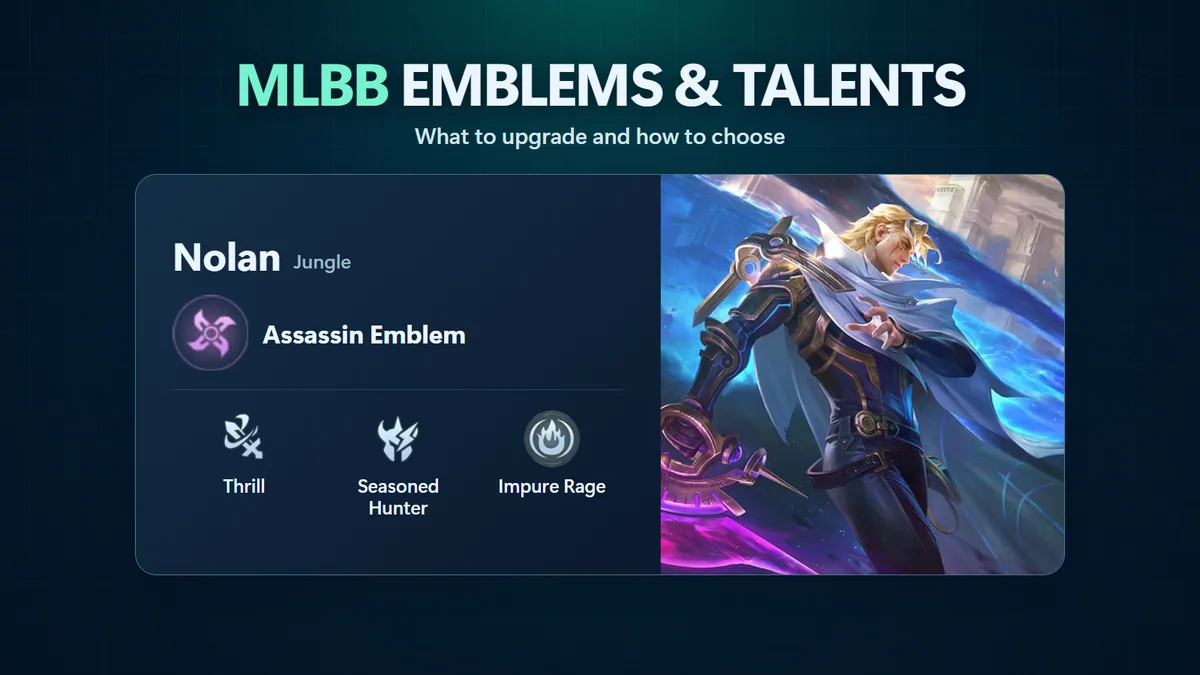 MLBB EMBLEMS & TALENTS
What to upgrade and how to choose
Nolan Jungle
Assassin Emblem
Thrill
Seasoned
Hunter
Impure Rage